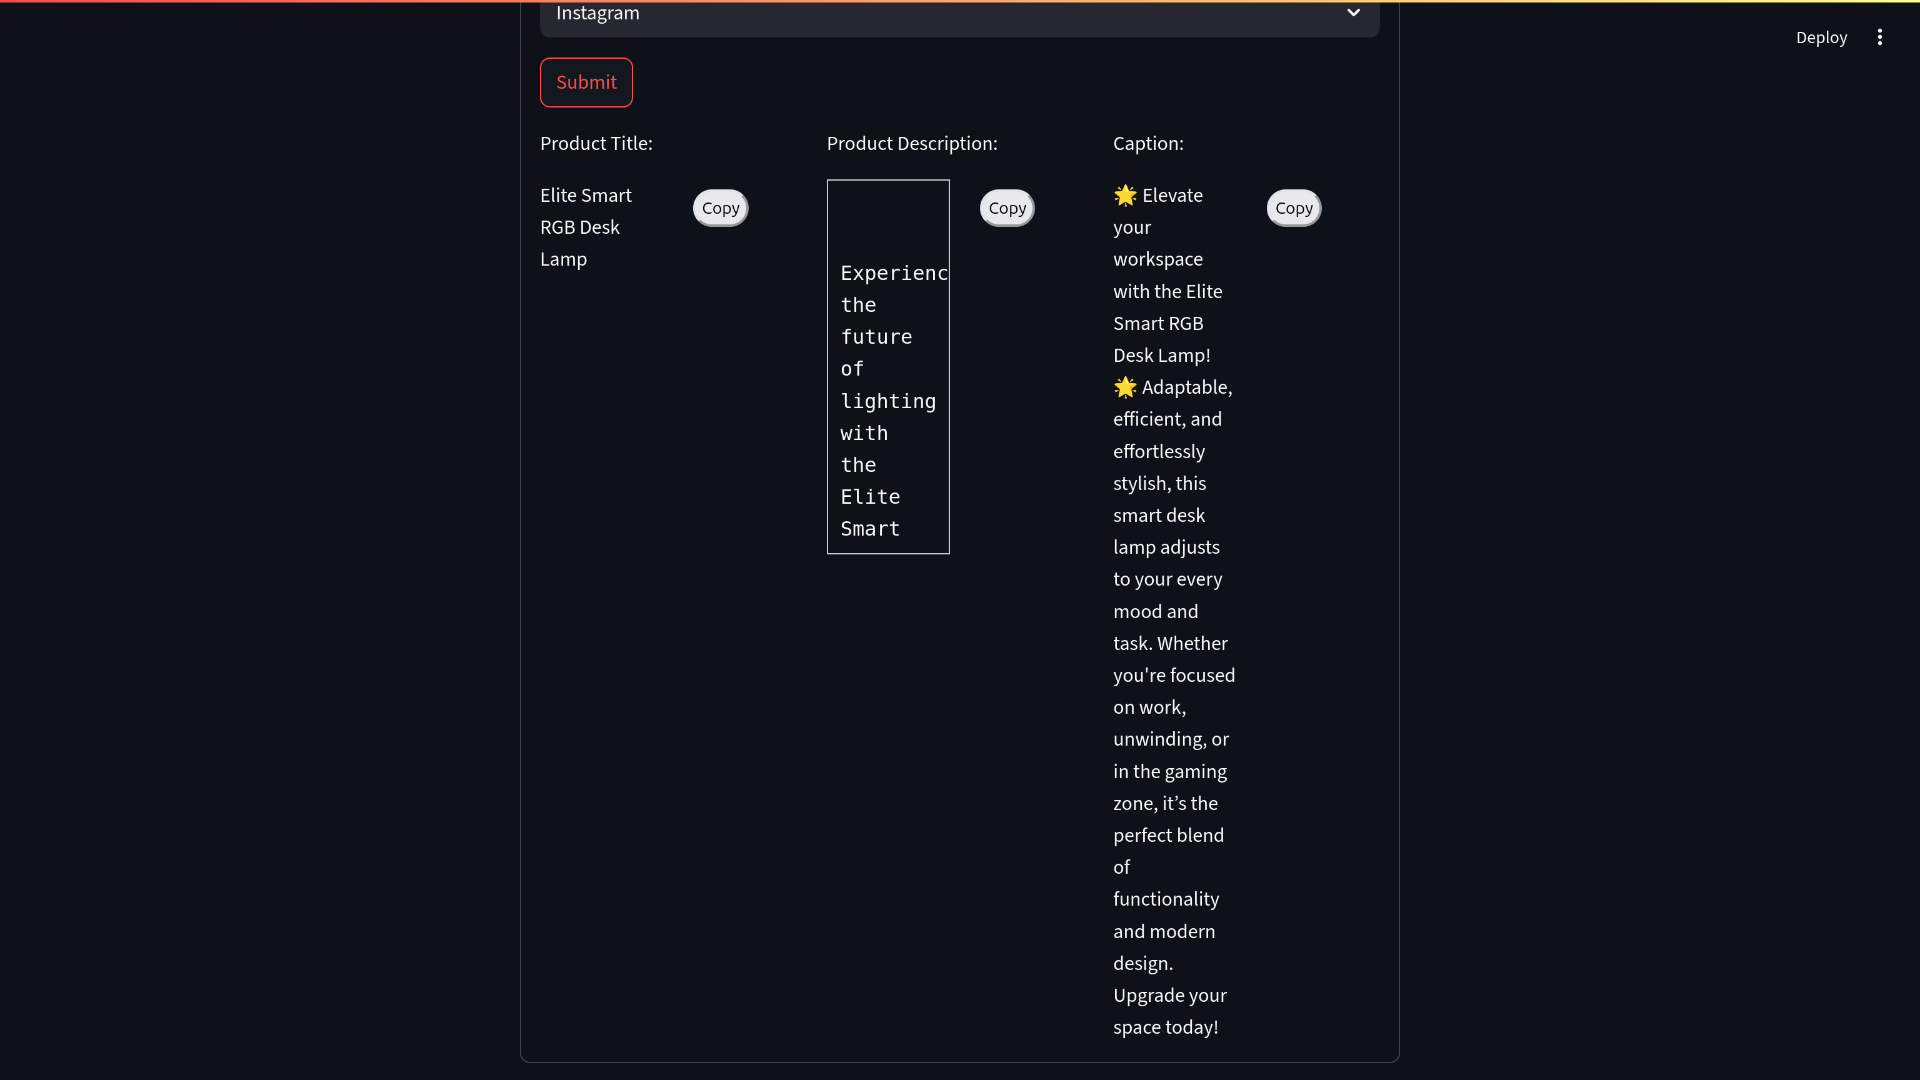 Instagram
Deploy
Submit
Product Title:
Elite Smart
RGB Desk
Lamp
Copy
Product Description:
Experienc
the
future
of
lighting
with
the
Elite
Smart
Copy
Caption:
🌟 Elevate
your
workspace
with the Elite
Smart RGB
Desk Lamp!
🌟 Adaptable,
efficient, and
effortlessly
stylish, this
smart desk
lamp adjusts
to your every
mood and
task. Whether
you're focused
on work,
unwinding, or
in the gaming
zone, it’s the
perfect blend
of
functionality
and modern
design.
Upgrade your
space today!
Copy